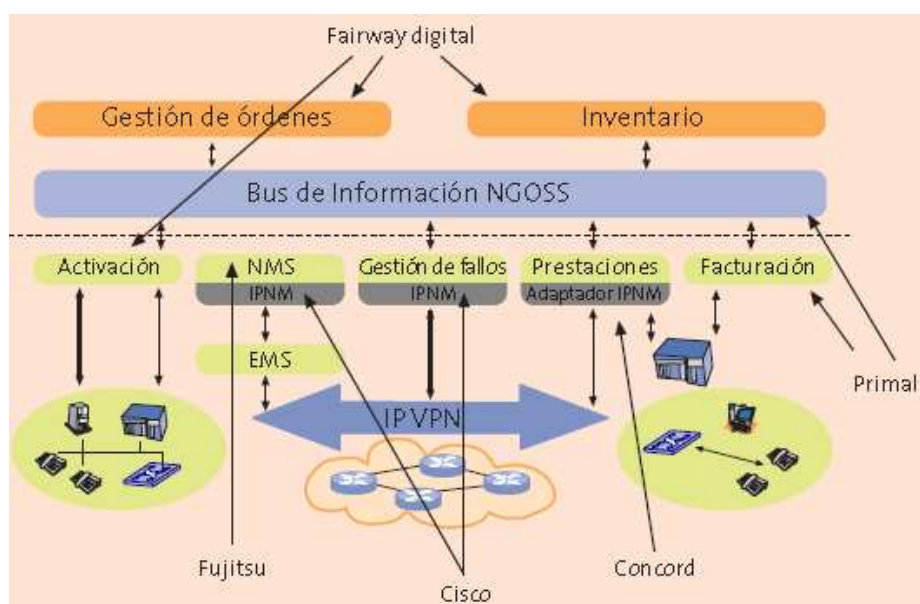 Fairway digital
Gestión de órdenes
Inventario
Bus de Información NGOSS
Activación
NMS
Gestión de fallos
Prestaciones
Facturación
IPNM
IPNM
Adaptador IPNM
EMS
Primal
IP VPN
Fujitsu
Cisco
Concord